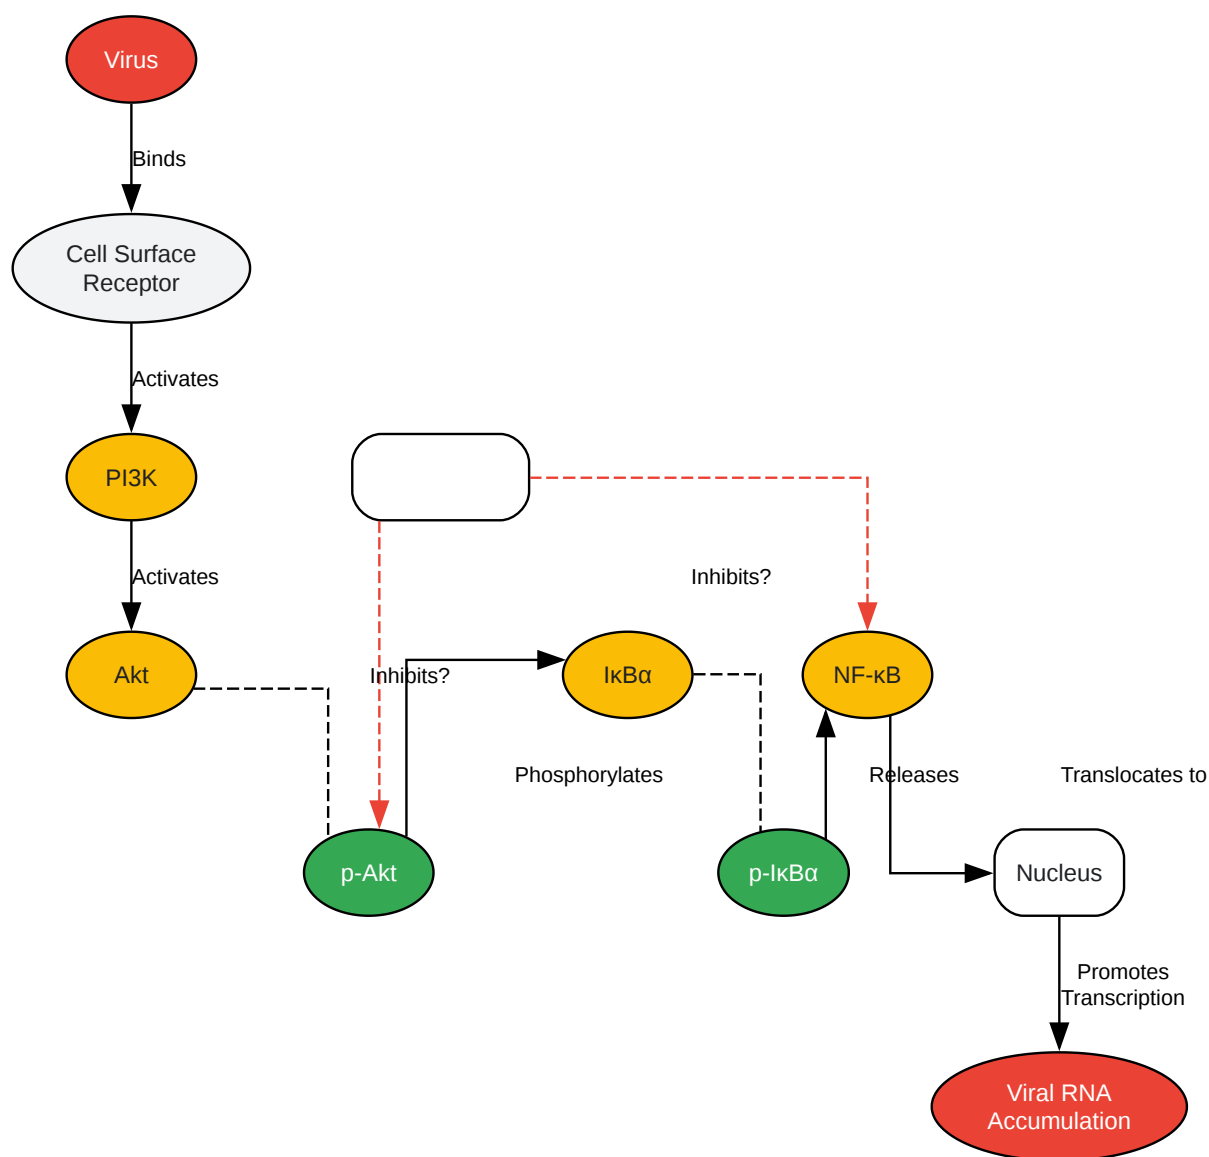 Virus
Binds
Cell Surface
Receptor
Activates
PI3K
Activates
Inhibits?
Akt
Inhibits?
IκBα
NF-κB
Phosphorylates
Releases
Translocates to
p-Akt
p-IκBα
Nucleus
Promotes
Transcription
Viral RNA
Accumulation